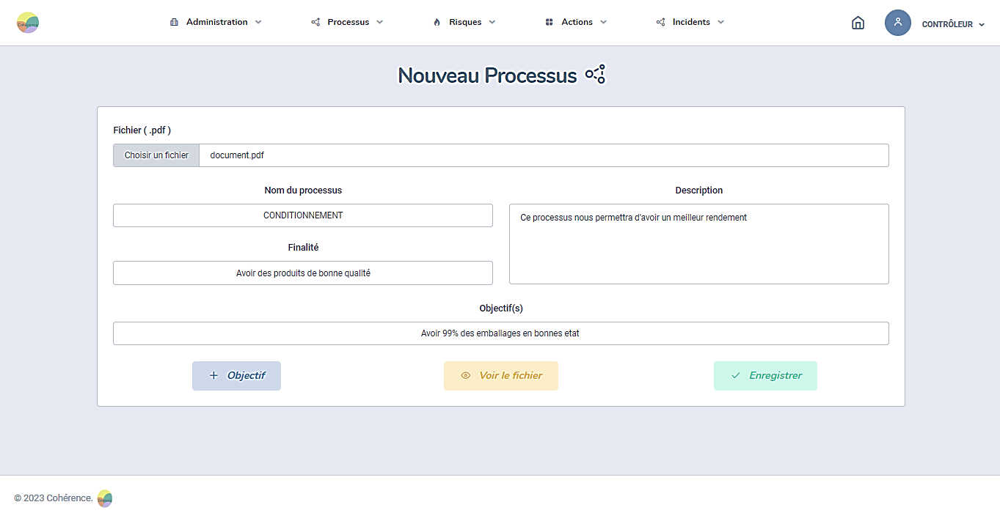 Cohérence
Administration
Processus
Risques
Actions
Incidents
CONTRÔLEUR
Nouveau Processus
Fichier ( .pdf )
Choisir un fichier
document.pdf
Nom du processus
Description
CONDITIONNEMENT
Ce processus nous permettra d'avoir un meilleur rendement
Finalité
Avoir des produits de bonne qualité
Objectif(s)
Avoir 99% des emballages en bonnes etat
Objectif
Voir le fichier
Enregistrer
© 2023 Cohérence.
Cohérence